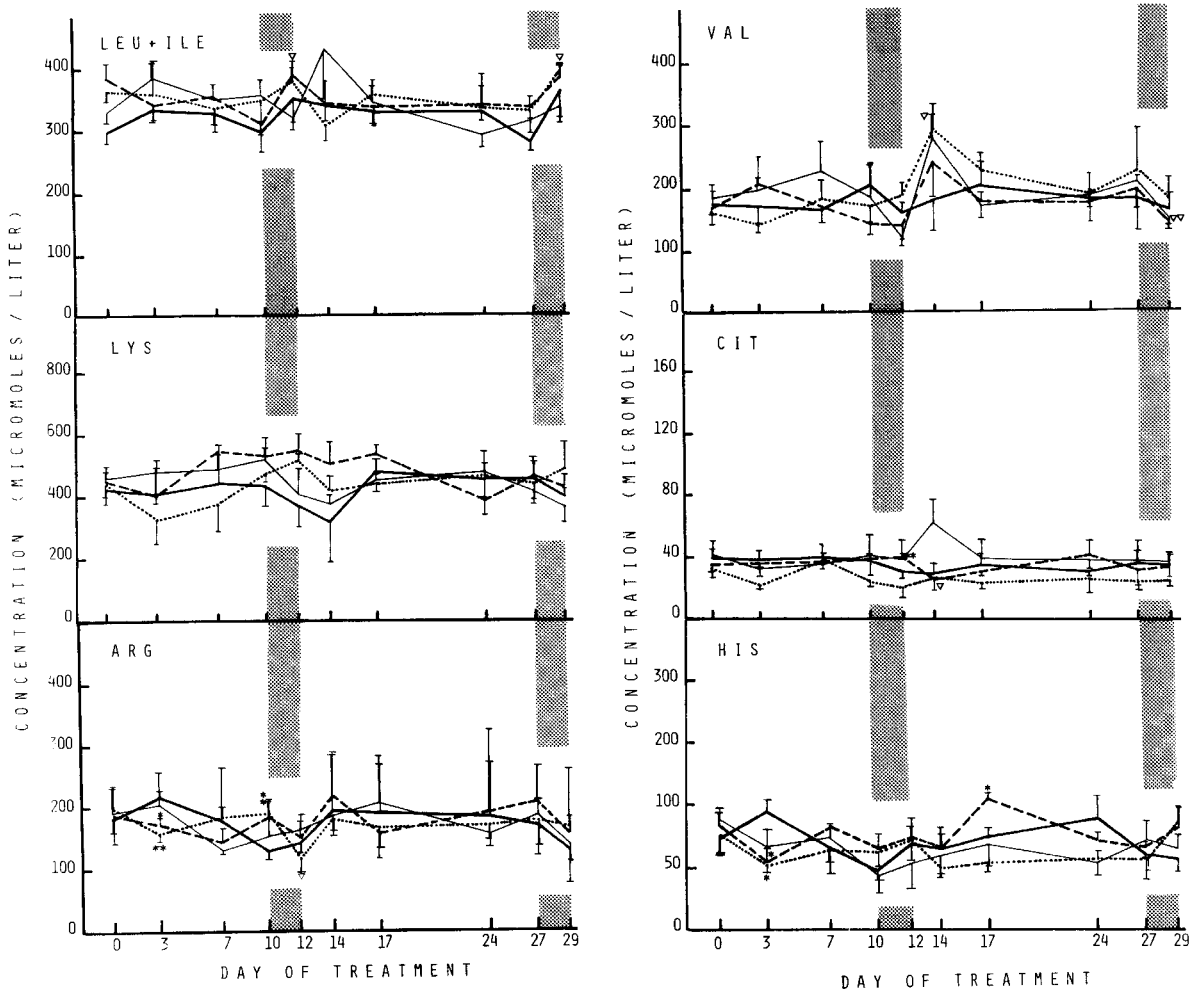 LEU+ILE
400
300
200
100
0
LYS
800
600
400
200
0
ARG
400
300
200
100
0
0 3 7 10 12 14 17 24 27 29
DAY OF TREATMENT
CONCENTRATION (MICROMOLES / LITER)
VAL
400
300
200
100
0
CIT
160
120
80
40
0
HIS
300
200
100
50
0
0 3 7 10 12 14 17 24 27 29
DAY OF TREATMENT
CONCENTRATION (MICROMOLES / LITER)